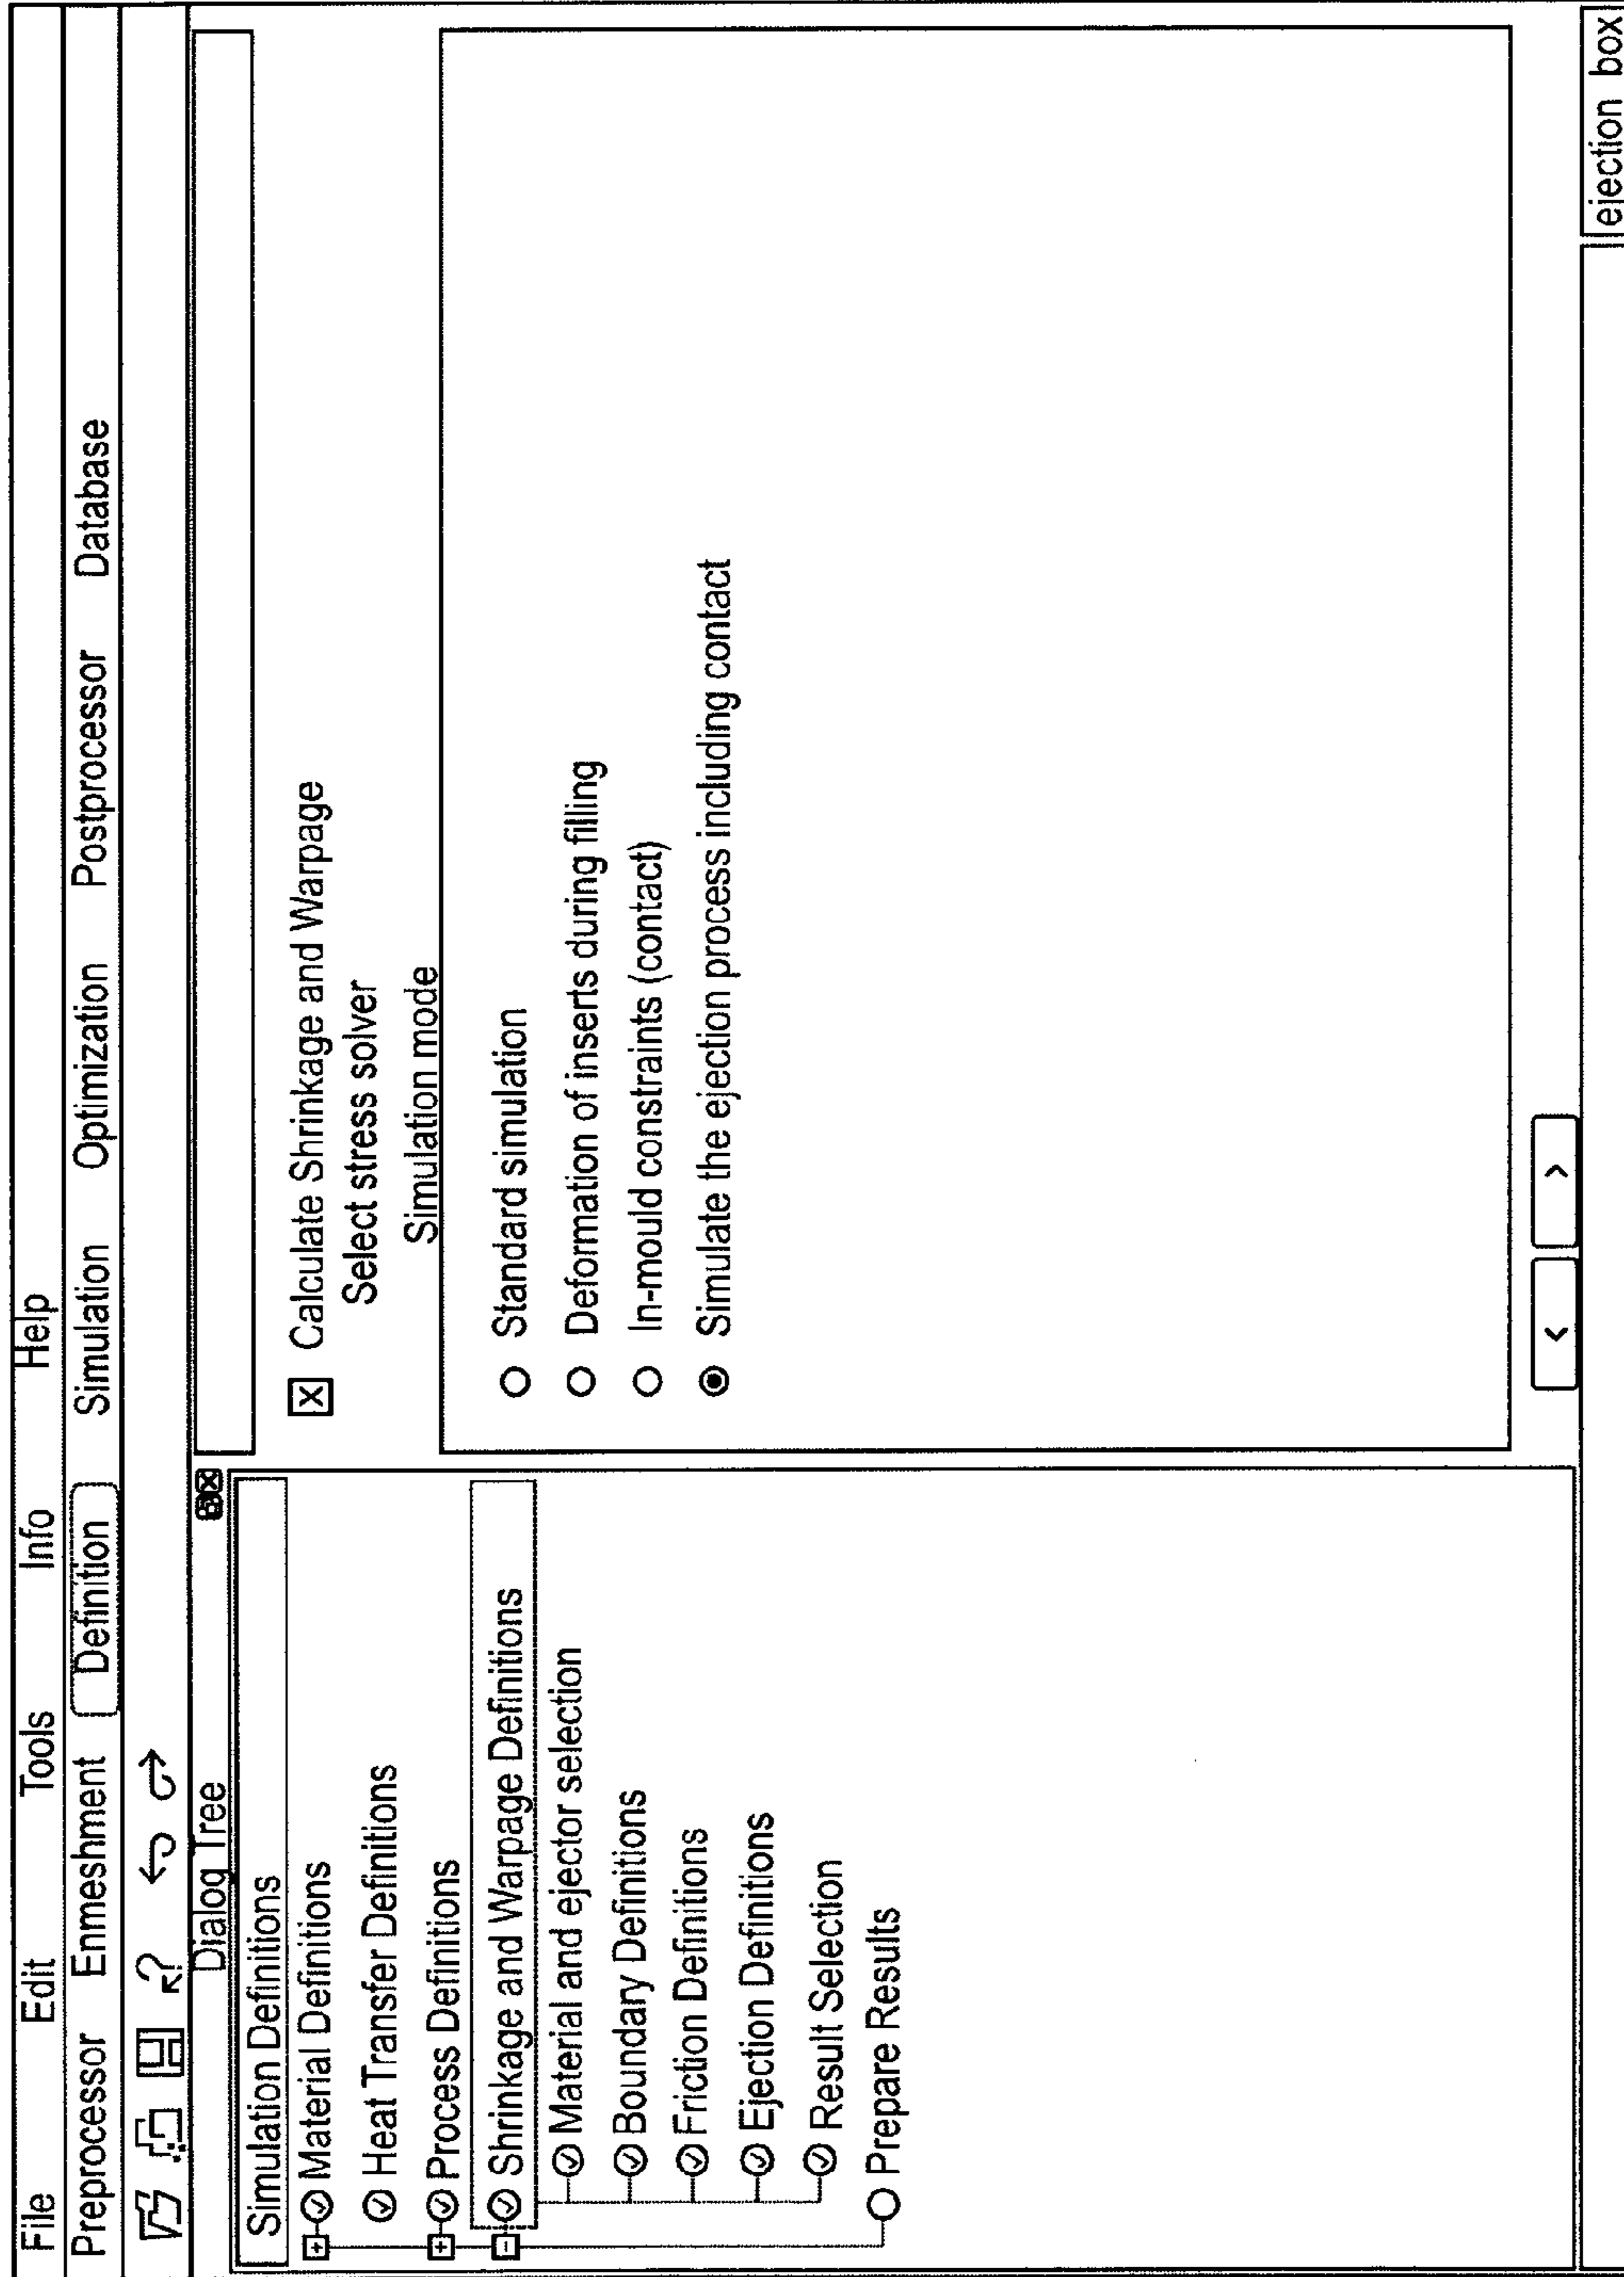 File Edit Tools Info Help
Preprocessor Enmeshment Definition Simulation Optimization Postprocessor Database
Dialog Tree
Simulation Definitions
Material Definitions
Heat Transfer Definitions
Process Definitions
Shrinkage and Warpage Definitions
Material and ejector selection
Boundary Definitions
Friction Definitions
Ejection Definitions
Result Selection
Prepare Results
Calculate Shrinkage and Warpage
Select stress solver
Simulation mode
Standard simulation
Deformation of inserts during filling
In-mould constraints (contact)
Simulate the ejection process including contact
< >
ejection box